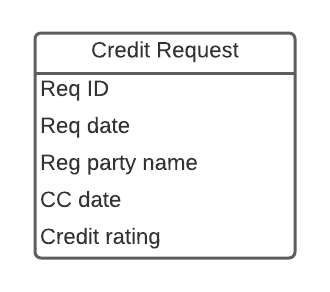 Credit Request
Req ID
Req date
Reg party name
CC date
Credit rating